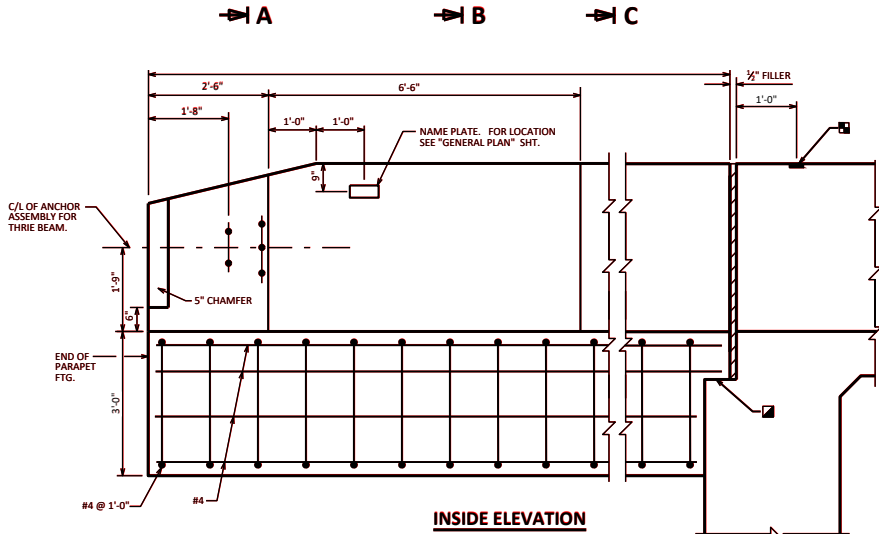 A
B
C
½" FILLER
2'-6"
6'-6"
1'-0"
1'-8"
1'-0"
1'-0"
NAME PLATE. FOR LOCATION
SEE "GENERAL PLAN" SHT.
9"
C/L OF ANCHOR
ASSEMBLY FOR
THRIE BEAM.
1'-9"
5" CHAMFER
6"
END OF
PARAPET
FTG.
3'-0"
#4 @ 1'-0"
#4
INSIDE ELEVATION